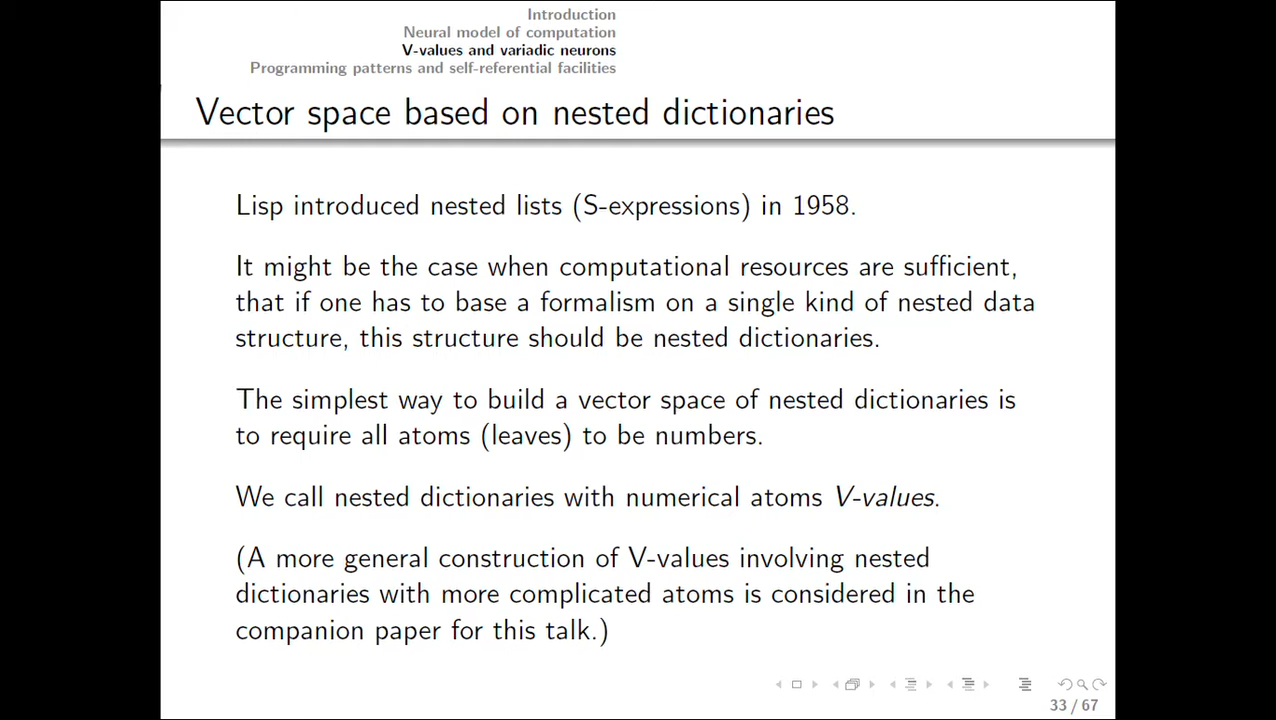 Introduction
Neural model of computation
V-values and variadic neurons
Programming patterns and self-referential facilities
Vector space based on nested dictionaries
Lisp introduced nested lists (S-expressions) in 1958.
It might be the case when computational resources are sufficient,
that if one has to base a formalism on a single kind of nested data
structure, this structure should be nested dictionaries.
The simplest way to build a vector space of nested dictionaries is
to require all atoms (leaves) to be numbers.
We call nested dictionaries with numerical atoms V-values.
(A more general construction of V-values involving nested
dictionaries with more complicated atoms is considered in the
companion paper for this talk.)
33 / 67